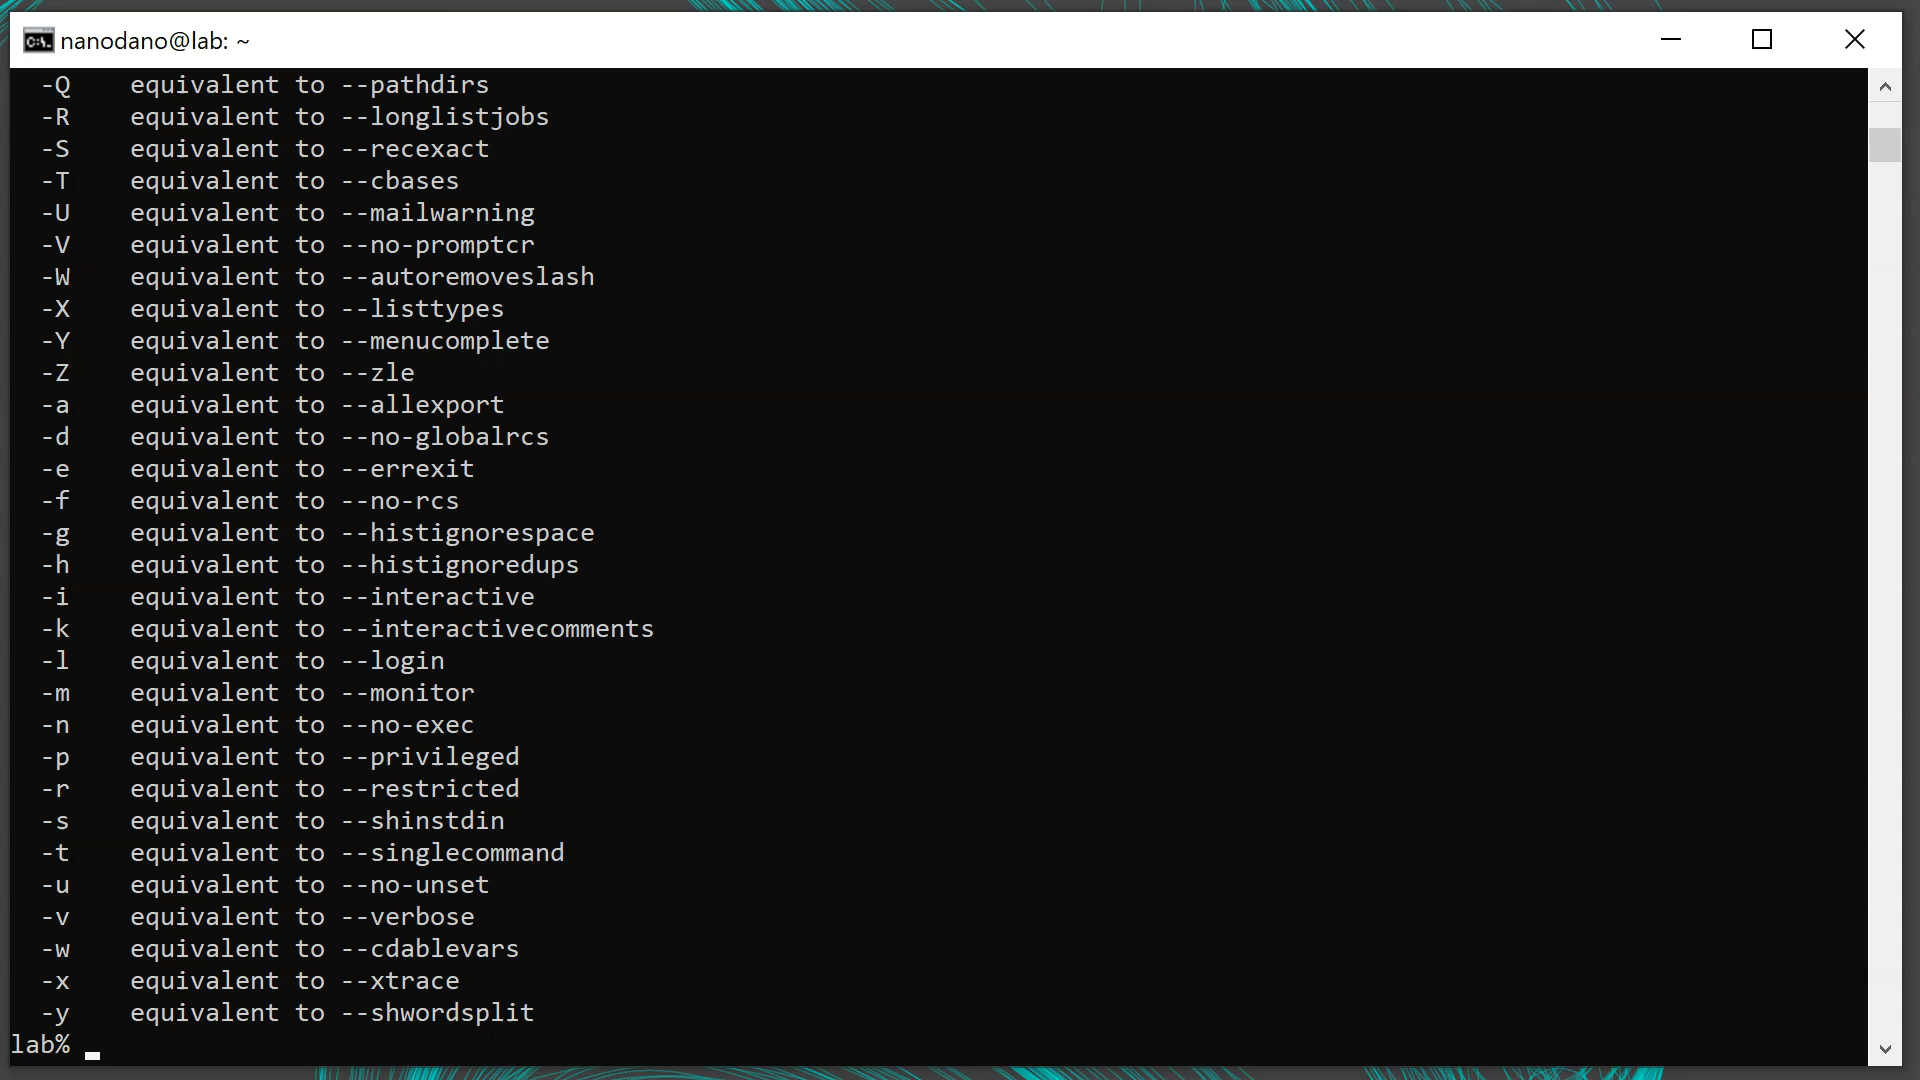 nanodano@lab: ~
-Q equivalent to --pathdirs
-R equivalent to --longlistjobs
-S equivalent to --recexact
-T equivalent to --cbases
-U equivalent to --mailwarning
-V equivalent to --no-promptcr
-W equivalent to --autoremoveslash
-X equivalent to --listtypes
-Y equivalent to --menucomplete
-Z equivalent to --zle
-a equivalent to --allexport
-d equivalent to --no-globalrcs
-e equivalent to --errexit
-f equivalent to --no-rcs
-g equivalent to --histignorespace
-h equivalent to --histignoredups
-i equivalent to --interactive
-k equivalent to --interactivecomments
-l equivalent to --login
-m equivalent to --monitor
-n equivalent to --no-exec
-p equivalent to --privileged
-r equivalent to --restricted
-s equivalent to --shinstdin
-t equivalent to --singlecommand
-u equivalent to --no-unset
-v equivalent to --verbose
-w equivalent to --cdablevars
-x equivalent to --xtrace
-y equivalent to --shwordsplit
lab%